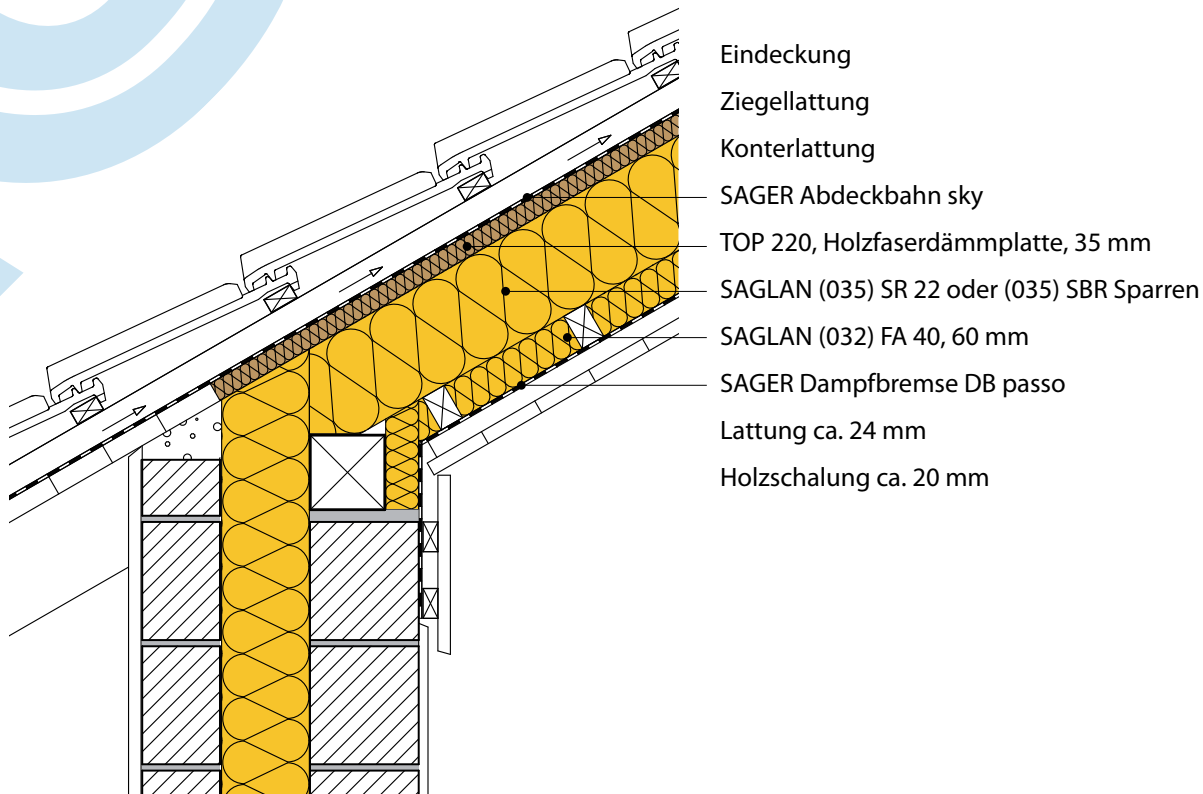 Eindeckung
Ziegellattung
Konterlattung
SAGER Abdeckbahn sky
TOP 220, Holzfaserdämmplatte, 35 mm
SAGLAN (035) SR 22 oder (035) SBR Sparren
SAGLAN (032) FA 40, 60 mm
SAGER Dampfbremse DB passo
Lattung ca. 24 mm
Holzschalung ca. 20 mm